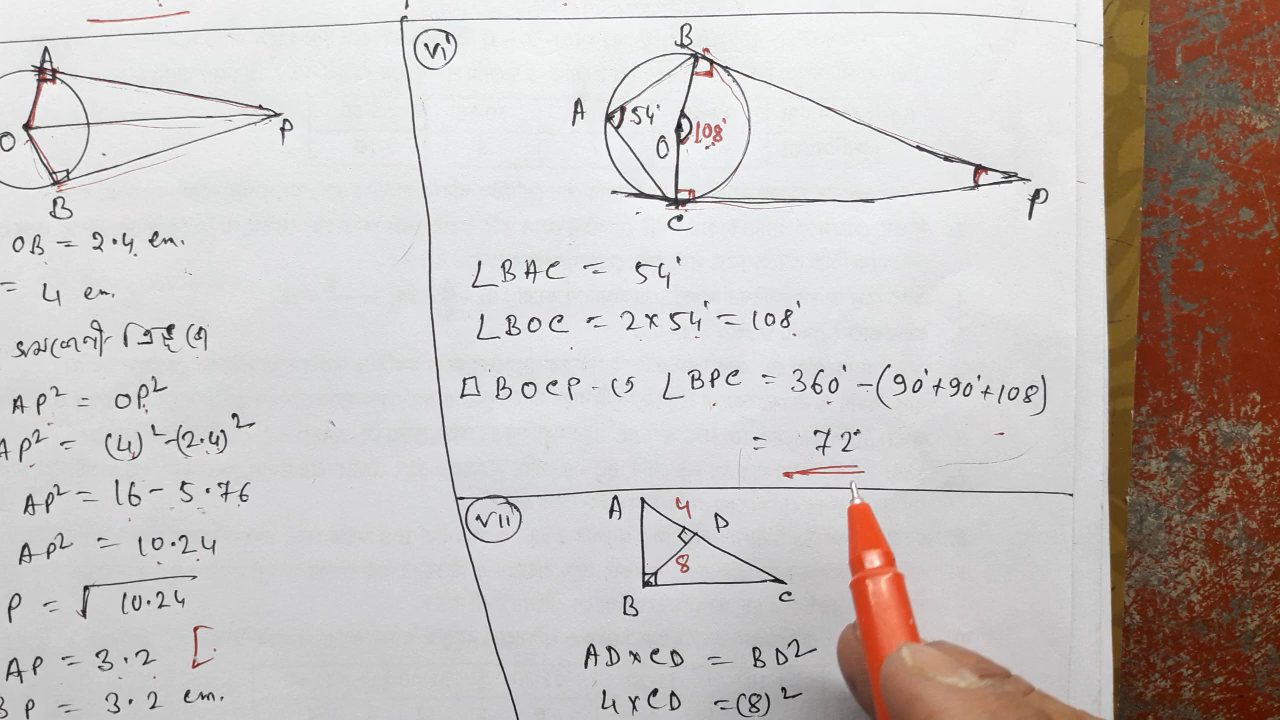 A
O
P
B
OB = 2.4 cm.
= 4 cm.
AP² = OP²
AP² = (4)² - (2.4)²
AP² = 16 - 5.76
AP² = 10.24
P = √10.24
AP = 3.2
BP = 3.2 cm.
vi
B
A 54°
O 108°
C
P
∠BAC = 54°
∠BOC = 2×54° = 108°
□BOCP-এ ∠BPC = 360° - (90°+90°+108)
= 72°
vii
A 4 D
8
B C
AD×CD = BD²
4×CD = (8)²